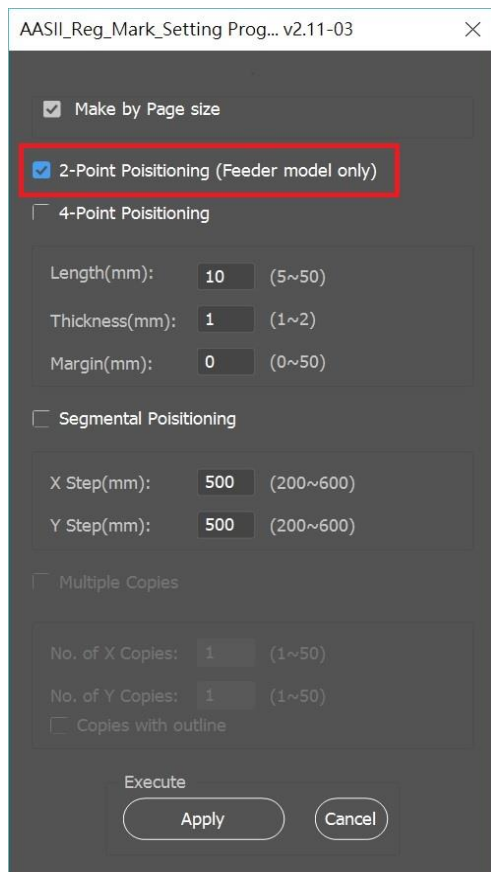 AASII_Reg_Mark_Setting Prog... v2.11-03
Make by Page size
2-Point Poisitioning (Feeder model only)
4-Point Poisitioning
Length(mm): 10 (5~50)
Thickness(mm): 1 (1~2)
Margin(mm): 0 (0~50)
Segmental Poisitioning
X Step(mm): 500 (200~600)
Y Step(mm): 500 (200~600)
Multiple Copies
No. of X Copies: 1 (1~50)
No. of Y Copies: 1 (1~50)
Copies with outline
Execute
Apply Cancel